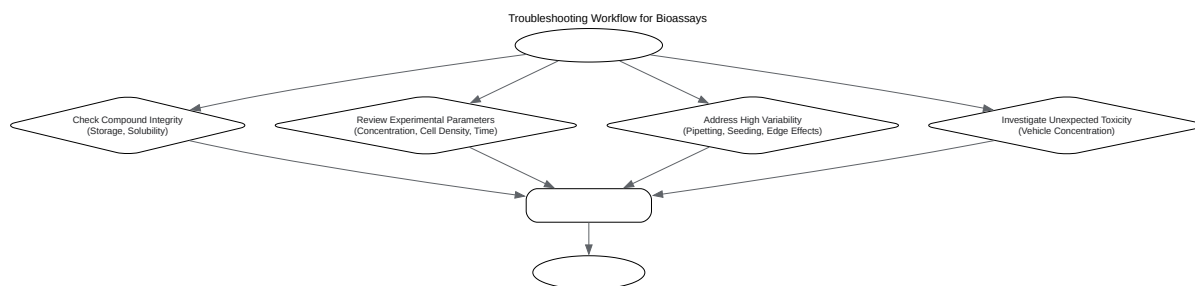 Troubleshooting Workflow for Bioassays
Check Compound Integrity
(Storage, Solubility)
Review Experimental Parameters
(Concentration, Cell Density, Time)
Address High Variability
(Pipetting, Seeding, Edge Effects)
Investigate Unexpected Toxicity
(Vehicle Concentration)